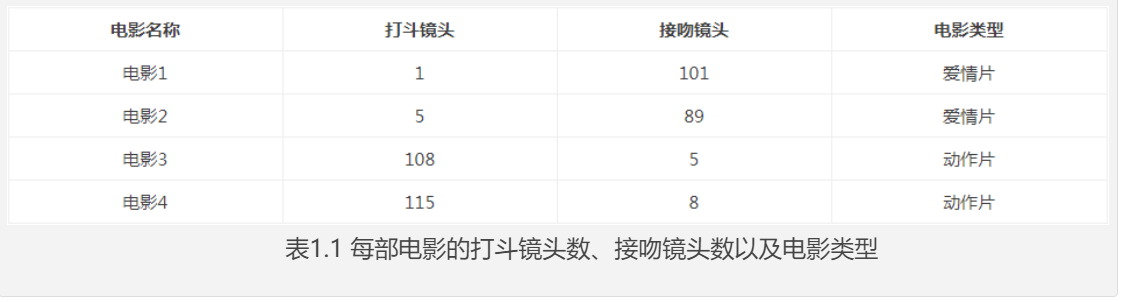 电影名称 打斗镜头 接吻镜头 电影类型
电影1 1 101 爱情片
电影2 5 89 爱情片
电影3 108 5 动作片
电影4 115 8 动作片
表1.1 每部电影的打斗镜头数、接吻镜头数以及电影类型